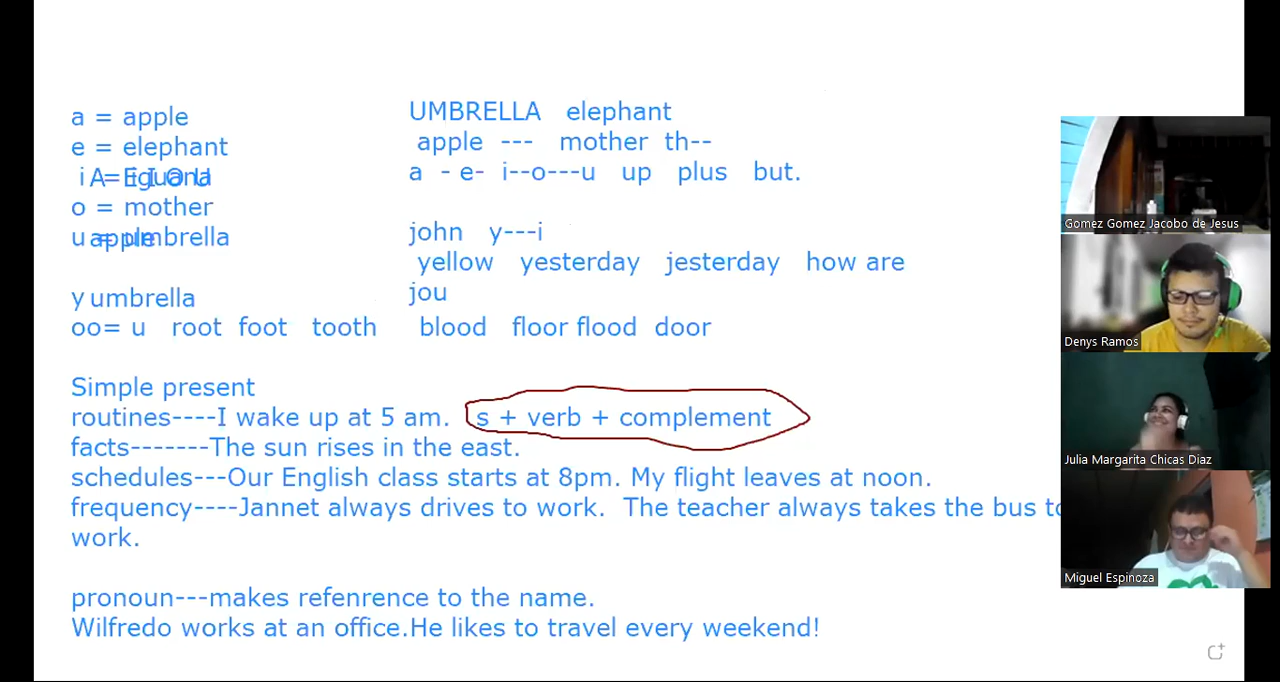 a = apple
e = elephant
i = Eguana
A E I O U
o = mother
u = umbrella
apple
y umbrella
oo= u root foot tooth blood floor flood door
UMBRELLA elephant
apple --- mother th--
a - e- i--o---u up plus but.
john y---i
yellow yesterday jesterday how are
jou
Simple present
routines----I wake up at 5 am. s + verb + complement
facts-------The sun rises in the east.
schedules---Our English class starts at 8pm. My flight leaves at noon.
frequency----Jannet always drives to work. The teacher always takes the bus to
work.
pronoun---makes refenrence to the name.
Wilfredo works at an office.He likes to travel every weekend!
Gomez Gomez Jacobo de Jesus
Denys Ramos
Julia Margarita Chicas Diaz
Miguel Espinoza